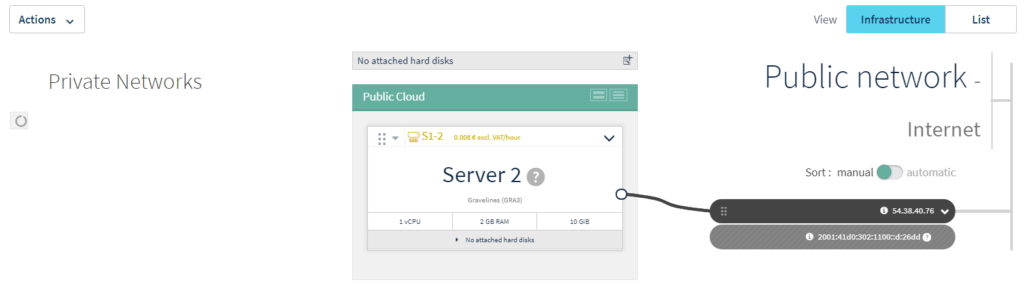 Actions
View
Infrastructure
List
Private Networks
No attached hard disks
Public Cloud
S1-2
0.008 € excl. VAT/hour
Server 2 ?
Gravelines (GRA3)
1 vCPU
2 GB RAM
10 GiB
No attached hard disks
Public network -
Internet
Sort : manual automatic
54.38.40.76
2001:41d0:302:1100::d:26dd ?